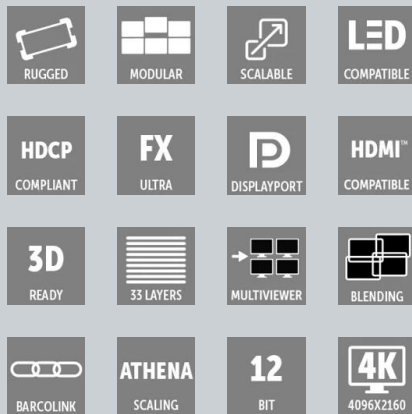 RUGGED
MODULAR
SCALABLE
LED
COMPATIBLE
HDCP
COMPLIANT
FX
ULTRA
DISPLAYPORT
HDMI™
COMPATIBLE
3D
READY
33 LAYERS
MULTIVIEWER
BLENDING
BARCOLINK
ATHENA
SCALING
12
BIT
4K
4096X2160